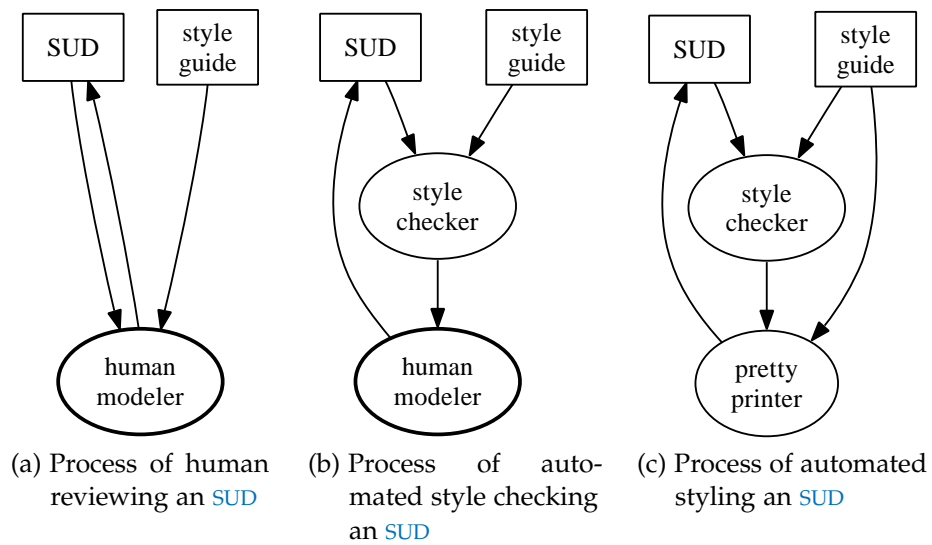 SUD
style
guide
human
modeler
(a) Process of human
reviewing an SUD
SUD
style
guide
style
checker
human
modeler
(b) Process of auto-
mated style checking
an SUD
SUD
style
guide
style
checker
pretty
printer
(c) Process of automated
styling an SUD